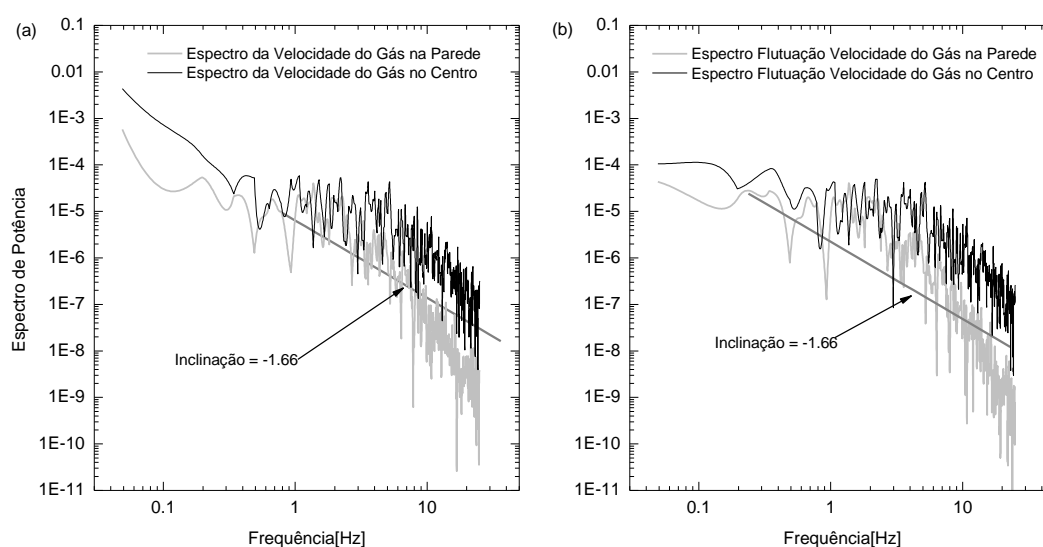 (a)
Espectro da Velocidade do Gás na Parede
Espectro da Velocidade do Gás no Centro
0.1
0.01
1E-3
1E-4
1E-5
1E-6
1E-7
1E-8
1E-9
1E-10
1E-11
Espectro de Potência
Inclinação = -1.66
0.1
1
10
Frequência[Hz]
(b)
Espectro Flutuação Velocidade do Gás na Parede
Espectro Flutuação Velocidade do Gás no Centro
0.1
0.01
1E-3
1E-4
1E-5
1E-6
1E-7
1E-8
1E-9
1E-10
1E-11
Inclinação = -1.66
0.1
1
10
Frequência[Hz]